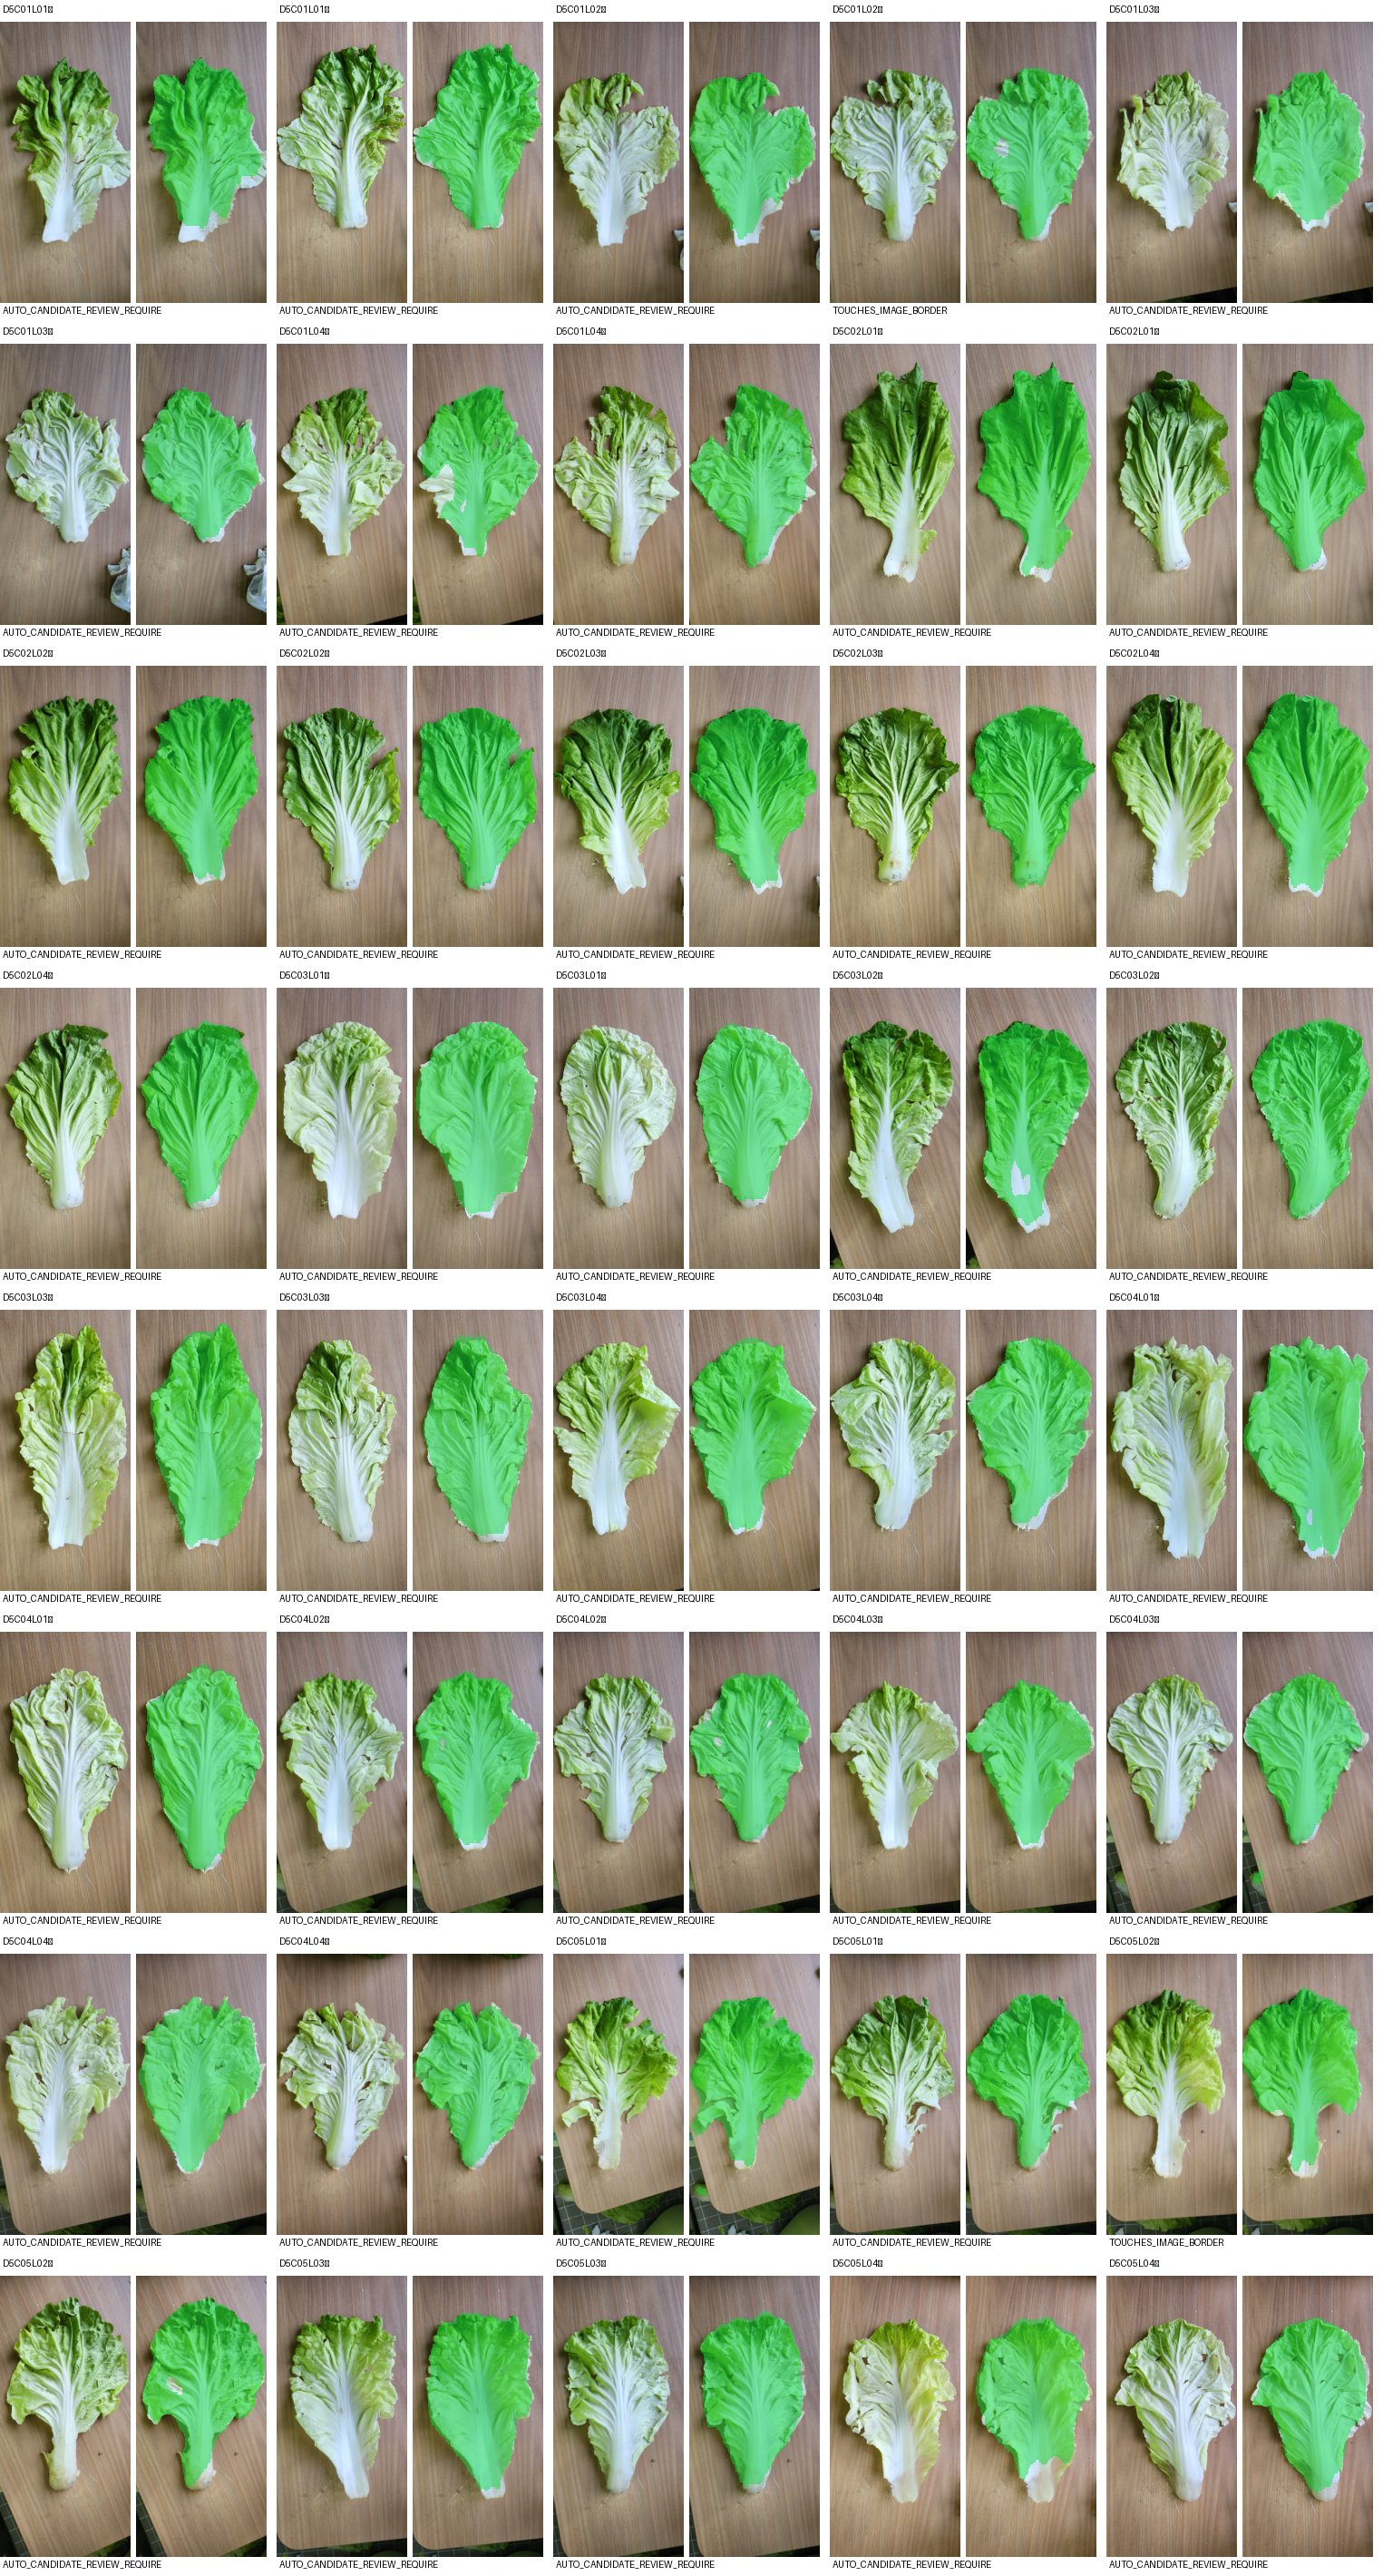 D5C01L01□ D5C01L01□ D5C01L02□ D5C01L02□ D5C01L03□
AUTO_CANDIDATE_REVIEW_REQUIRE AUTO_CANDIDATE_REVIEW_REQUIRE AUTO_CANDIDATE_REVIEW_REQUIRE TOUCHES_IMAGE_BORDER AUTO_CANDIDATE_REVIEW_REQUIRE
D5C01L03□ D5C01L04□ D5C01L04□ D5C02L01□ D5C02L01□
AUTO_CANDIDATE_REVIEW_REQUIRE AUTO_CANDIDATE_REVIEW_REQUIRE AUTO_CANDIDATE_REVIEW_REQUIRE AUTO_CANDIDATE_REVIEW_REQUIRE AUTO_CANDIDATE_REVIEW_REQUIRE
D5C02L02□ D5C02L02□ D5C02L03□ D5C02L03□ D5C02L04□
AUTO_CANDIDATE_REVIEW_REQUIRE AUTO_CANDIDATE_REVIEW_REQUIRE AUTO_CANDIDATE_REVIEW_REQUIRE AUTO_CANDIDATE_REVIEW_REQUIRE AUTO_CANDIDATE_REVIEW_REQUIRE
D5C02L04□ D5C03L01□ D5C03L01□ D5C03L02□ D5C03L02□
AUTO_CANDIDATE_REVIEW_REQUIRE AUTO_CANDIDATE_REVIEW_REQUIRE AUTO_CANDIDATE_REVIEW_REQUIRE AUTO_CANDIDATE_REVIEW_REQUIRE AUTO_CANDIDATE_REVIEW_REQUIRE
D5C03L03□ D5C03L03□ D5C03L04□ D5C03L04□ D5C04L01□
AUTO_CANDIDATE_REVIEW_REQUIRE AUTO_CANDIDATE_REVIEW_REQUIRE AUTO_CANDIDATE_REVIEW_REQUIRE AUTO_CANDIDATE_REVIEW_REQUIRE AUTO_CANDIDATE_REVIEW_REQUIRE
D5C04L01□ D5C04L02□ D5C04L02□ D5C04L03□ D5C04L03□
AUTO_CANDIDATE_REVIEW_REQUIRE AUTO_CANDIDATE_REVIEW_REQUIRE AUTO_CANDIDATE_REVIEW_REQUIRE AUTO_CANDIDATE_REVIEW_REQUIRE AUTO_CANDIDATE_REVIEW_REQUIRE
D5C04L04□ D5C04L04□ D5C05L01□ D5C05L01□ D5C05L02□
AUTO_CANDIDATE_REVIEW_REQUIRE AUTO_CANDIDATE_REVIEW_REQUIRE AUTO_CANDIDATE_REVIEW_REQUIRE AUTO_CANDIDATE_REVIEW_REQUIRE TOUCHES_IMAGE_BORDER
D5C05L02□ D5C05L03□ D5C05L03□ D5C05L04□ D5C05L04□
AUTO_CANDIDATE_REVIEW_REQUIRE AUTO_CANDIDATE_REVIEW_REQUIRE AUTO_CANDIDATE_REVIEW_REQUIRE AUTO_CANDIDATE_REVIEW_REQUIRE AUTO_CANDIDATE_REVIEW_REQUIRE